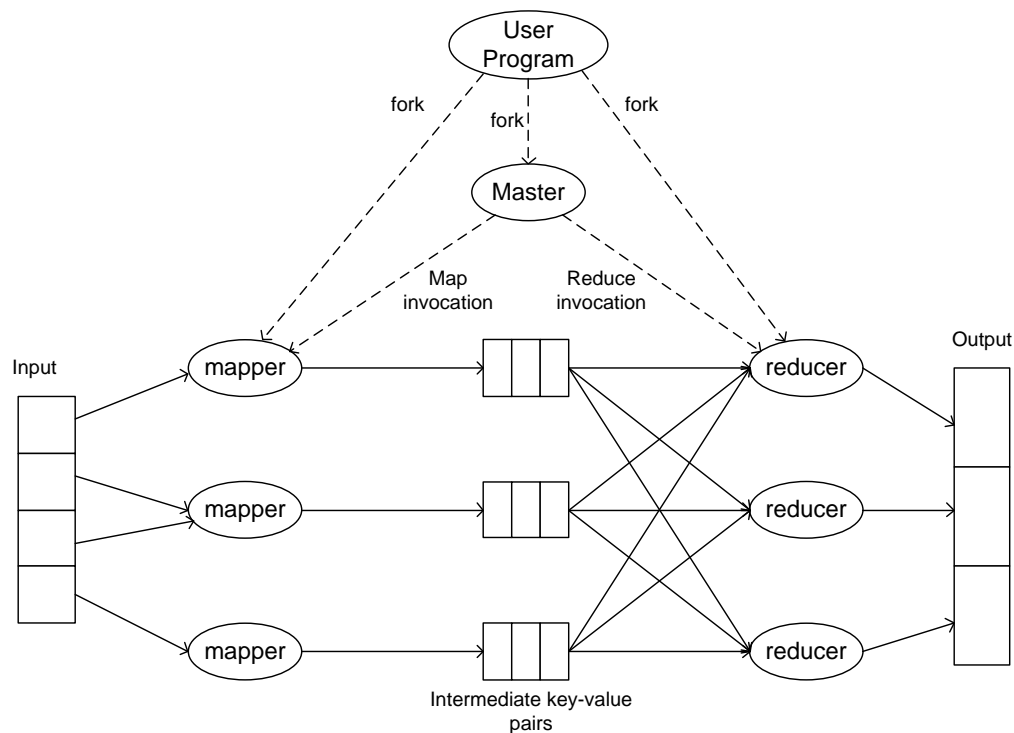 User
Program
fork
fork
fork
Master
Map
invocation
Reduce
invocation
Input
mapper
reducer
Output
mapper
reducer
mapper
reducer
Intermediate key-value
pairs